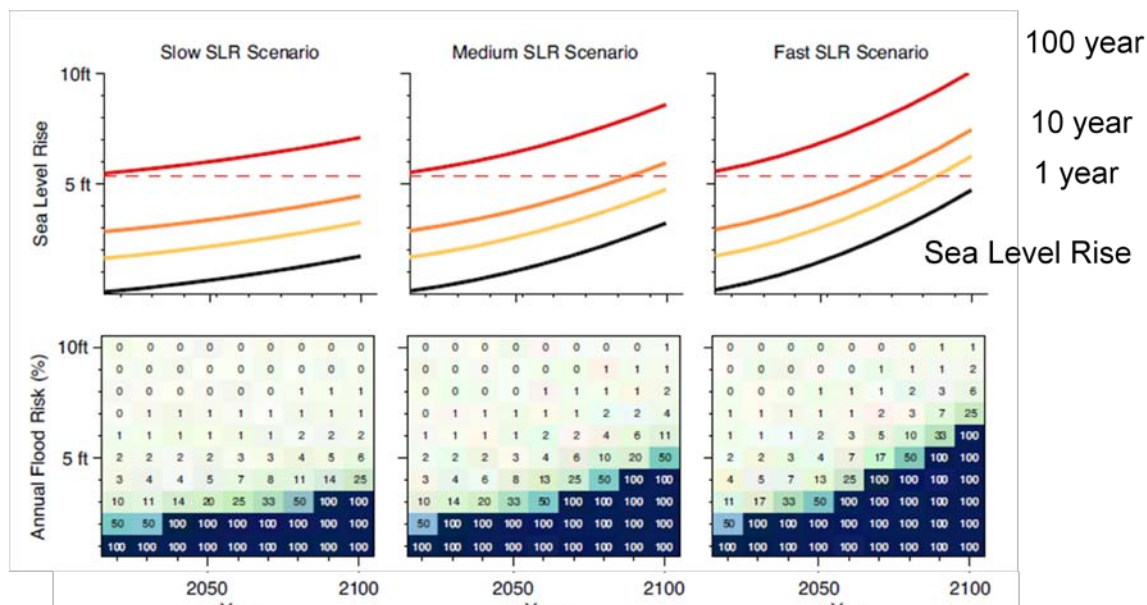 Slow SLR Scenario
Medium SLR Scenario
Fast SLR Scenario
100 year
10 year
1 year
Sea Level Rise
10ft
5 ft
Sea Level Rise
10ft 0 0 0 0 0 0 0 0 0 0 0 0 0 0 0 0 0 1 0 0 0 0 0 0 0 1 1
0 0 0 0 0 0 0 0 0 0 0 0 0 0 0 1 1 1 0 0 0 0 0 1 1 1 2
0 0 0 0 0 0 1 1 1 0 0 0 0 1 1 1 1 2 0 0 0 1 1 1 2 3 6
0 1 1 1 1 1 1 1 1 0 1 1 1 1 1 2 2 4 1 1 1 1 1 2 3 7 25
1 1 1 1 1 1 2 2 2 1 1 1 1 2 2 4 6 11 1 1 1 2 3 5 10 33 100
5 ft 2 2 2 2 3 3 4 5 6 2 2 2 3 4 6 10 20 50 2 2 3 4 7 17 50 100 100
3 4 4 5 7 8 11 14 25 3 4 6 8 13 25 50 100 100 4 5 7 13 25 100 100 100 100
10 11 14 20 25 33 50 100 100 10 14 20 33 50 100 100 100 100 11 17 33 50 100 100 100 100 100
50 50 100 100 100 100 100 100 100 50 100 100 100 100 100 100 100 100 50 100 100 100 100 100 100 100 100
100 100 100 100 100 100 100 100 100 100 100 100 100 100 100 100 100 100 100 100 100 100 100 100 100 100 100
Annual Flood Risk (%)
2050 2100 2050 2100 2050 2100